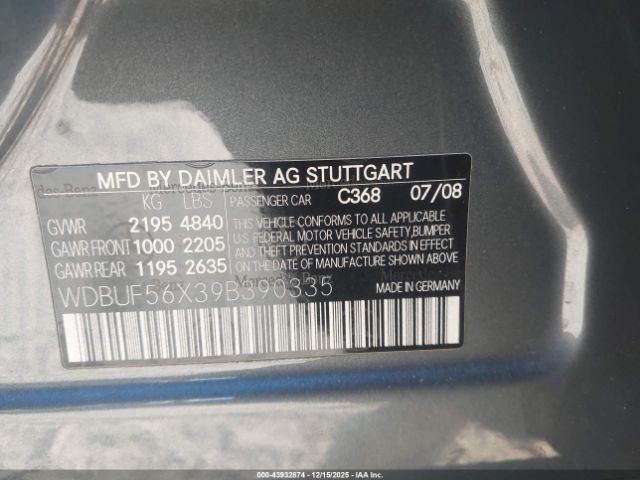 MFD BY DAIMLER AG STUTTGART
KG LBS
GVWR 2195 4840
GAWR FRONT 1000 2205
GAWR REAR 1195 2635
PASSENGER CAR C368 07/08
THIS VEHICLE CONFORMS TO ALL APPLICABLE
U.S. FEDERAL MOTOR VEHICLE SAFETY,BUMPER
AND THEFT PREVENTION STANDARDS IN EFFECT
ON THE DATE OF MANUFACTURE SHOWN ABOVE.
WDBUF56X39B390335
MADE IN GERMANY
000-43932674 - 12/15/2025 - IAA Inc.